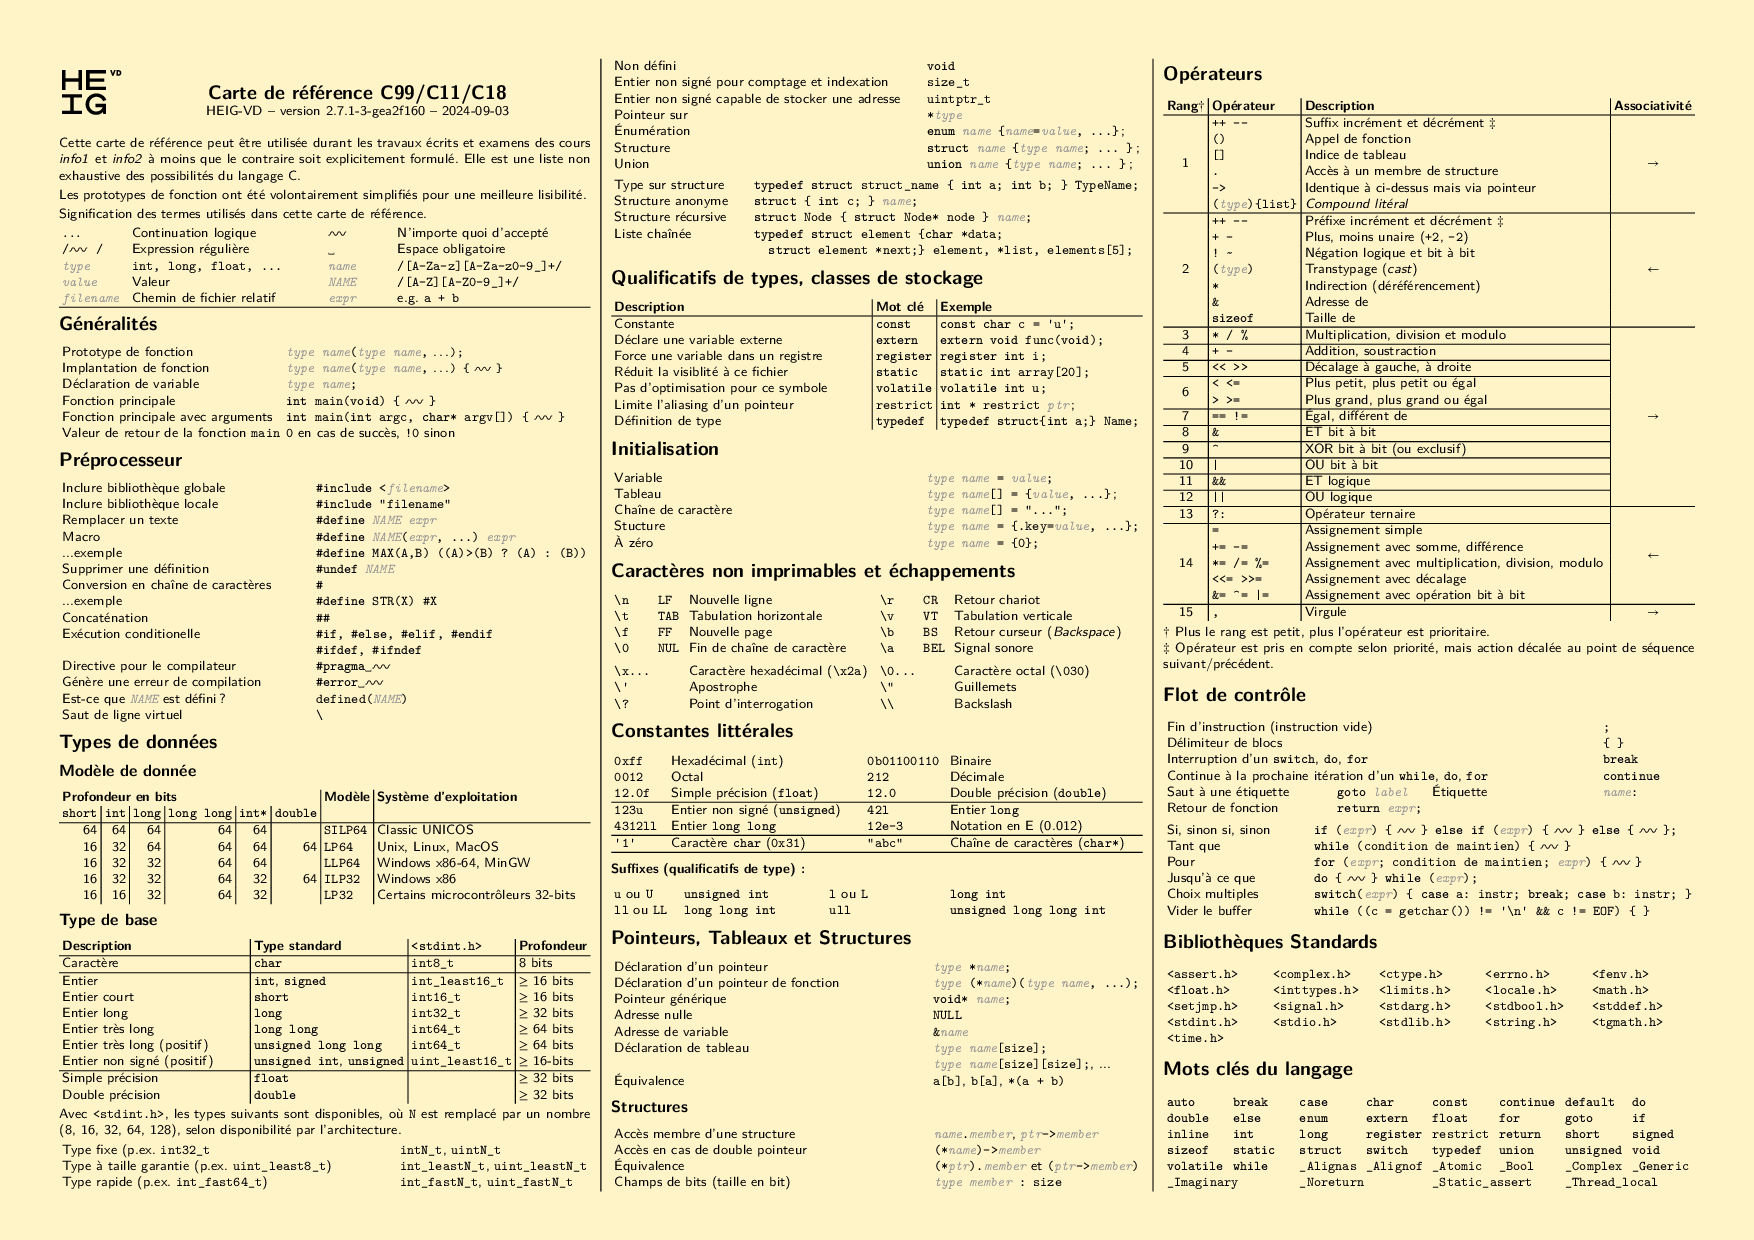 HE VD
IG
Carte de référence C99/C11/C18
HEIG-VD – version 2.7.1-3-gea2f160 – 2024-09-03
Cette carte de référence peut être utilisée durant les travaux écrits et examens des cours
info1 et info2 à moins que le contraire soit explicitement formulé. Elle est une liste non
exhaustive des possibilités du langage C.
Les prototypes de fonction ont été volontairement simplifiés pour une meilleure lisibilité.
Signification des termes utilisés dans cette carte de référence.
... Continuation logique N'importe quoi d'accepté
/ / Expression régulière ␣ Espace obligatoire
type int, long, float, ... name /[A-Za-z][A-Za-z0-9_]+/
value Valeur NAME /[A-Z][A-Z0-9_]+/
filename Chemin de fichier relatif expr e.g. a + b
Généralités
Prototype de fonction type name(type name, ...);
Implantation de fonction type name(type name, ...) { }
Déclaration de variable type name;
Fonction principale int main(void) { }
Fonction principale avec arguments int main(int argc, char* argv[]) { }
Valeur de retour de la fonction main 0 en cas de succès, !0 sinon
Préprocesseur
Inclure bibliothèque globale #include <filename>
Inclure bibliothèque locale #include "filename"
Remplacer un texte #define NAME expr
Macro #define NAME(expr, ...) expr
...exemple #define MAX(A,B) ((A)>(B) ? (A) : (B))
Supprimer une définition #undef NAME
Conversion en chaîne de caractères #
...exemple #define STR(X) #X
Concaténation ##
Exécution conditionelle #if, #else, #elif, #endif
#ifdef, #ifndef
Directive pour le compilateur #pragma␣
Génère une erreur de compilation #error␣
Est-ce que NAME est défini ? defined(NAME)
Saut de ligne virtuel \
Types de données
Modèle de donnée
Profondeur en bits Modèle Système d'exploitation
short int long long long int* double
64 64 64 64 64 SILP64 Classic UNICOS
16 32 64 64 64 64 LP64 Unix, Linux, MacOS
16 32 32 64 64 LLP64 Windows x86-64, MinGW
16 32 32 64 32 64 ILP32 Windows x86
16 16 32 64 32 LP32 Certains microcontrôleurs 32-bits
Type de base
Description Type standard <stdint.h> Profondeur
Caractère char int8_t 8 bits
Entier int, signed int_least16_t ≥ 16 bits
Entier court short int16_t ≥ 16 bits
Entier long long int32_t ≥ 32 bits
Entier très long long long int64_t ≥ 64 bits
Entier très long (positif) unsigned long long int64_t ≥ 64 bits
Entier non signé (positif) unsigned int, unsigned uint_least16_t ≥ 16-bits
Simple précision float ≥ 32 bits
Double précision double ≥ 32 bits
Avec <stdint.h>, les types suivants sont disponibles, où N est remplacé par un nombre
(8, 16, 32, 64, 128), selon disponibilité par l'architecture.
Type fixe (p.ex. int32_t intN_t, uintN_t
Type à taille garantie (p.ex. uint_least8_t) int_leastN_t, uint_leastN_t
Type rapide (p.ex. int_fast64_t) int_fastN_t, uint_fastN_t
Non défini void
Entier non signé pour comptage et indexation size_t
Entier non signé capable de stocker une adresse uintptr_t
Pointeur sur *type
Énumération enum name {name=value, ...};
Structure struct name {type name; ... };
Union union name {type name; ... };
Type sur structure typedef struct struct_name { int a; int b; } TypeName;
Structure anonyme struct { int c; } name;
Structure récursive struct Node { struct Node* node } name;
Liste chaînée typedef struct element {char *data;
struct element *next;} element, *list, elements[5];
Qualificatifs de types, classes de stockage
Description Mot clé Exemple
Constante const const char c = 'u';
Déclare une variable externe extern extern void func(void);
Force une variable dans un registre register register int i;
Réduit la visiblité à ce fichier static static int array[20];
Pas d'optimisation pour ce symbole volatile volatile int u;
Limite l'aliasing d'un pointeur restrict int * restrict ptr;
Définition de type typedef typedef struct{int a;} Name;
Initialisation
Variable type name = value;
Tableau type name[] = {value, ...};
Chaîne de caractère type name[] = "...";
Stucture type name = {.key=value, ...};
À zéro type name = {0};
Caractères non imprimables et échappements
\n LF Nouvelle ligne \r CR Retour chariot
\t TAB Tabulation horizontale \v VT Tabulation verticale
\f FF Nouvelle page \b BS Retour curseur (Backspace)
\0 NUL Fin de chaîne de caractère \a BEL Signal sonore
\x... Caractère hexadécimal (\x2a) \0... Caractère octal (\030)
\' Apostrophe \" Guillemets
\? Point d'interrogation \\ Backslash
Constantes littérales
0xff Hexadécimal (int) 0b01100110 Binaire
0012 Octal 212 Décimale
12.0f Simple précision (float) 12.0 Double précision (double)
123u Entier non signé (unsigned) 42l Entier long
4312ll Entier long long 12e-3 Notation en E (0.012)
'1' Caractère char (0x31) "abc" Chaîne de caractères (char*)
Suffixes (qualificatifs de type) :
u ou U unsigned int l ou L long int
ll ou LL long long int ull unsigned long long int
Pointeurs, Tableaux et Structures
Déclaration d'un pointeur type *name;
Déclaration d'un pointeur de fonction type (*name)(type name, ...);
Pointeur générique void* name;
Adresse nulle NULL
Adresse de variable &name
Déclaration de tableau type name[size];
type name[size][size];, ...
Équivalence a[b], b[a], *(a + b)
Structures
Accès membre d'une structure name.member, ptr->member
Accès en cas de double pointeur (*name)->member
Équivalence (*ptr).member et (ptr->member)
Champs de bits (taille en bit) type member : size
Opérateurs
Rang† Opérateur Description Associativité
++ -- Suffix incrément et décrément ‡
() Appel de fonction
[] Indice de tableau
1 →
. Accès à un membre de structure
-> Identique à ci-dessus mais via pointeur
(type){list} Compound litéral
++ -- Préfixe incrément et décrément ‡
+ - Plus, moins unaire (+2, -2)
! ~ Négation logique et bit à bit
2 (type) Transtypage (cast) ←
* Indirection (déréférencement)
& Adresse de
sizeof Taille de
3 * / % Multiplication, division et modulo
4 + - Addition, soustraction
5 << >> Décalage à gauche, à droite
6 < <= Plus petit, plus petit ou égal
> >= Plus grand, plus grand ou égal
7 == != Égal, différent de →
8 & ET bit à bit
9 ^ XOR bit à bit (ou exclusif)
10 | OU bit à bit
11 && ET logique
12 || OU logique
13 ?: Opérateur ternaire
= Assignement simple
+= -= Assignement avec somme, différence ←
14 *= /= %= Assignement avec multiplication, division, modulo
<<= >>= Assignement avec décalage
&= ^= |= Assignement avec opération bit à bit
15 , Virgule →
† Plus le rang est petit, plus l'opérateur est prioritaire.
‡ Opérateur est pris en compte selon priorité, mais action décalée au point de séquence
suivant/précédent.
Flot de contrôle
Fin d'instruction (instruction vide) ;
Délimiteur de blocs { }
Interruption d'un switch, do, for break
Continue à la prochaine itération d'un while, do, for continue
Saut à une étiquette goto label Étiquette name:
Retour de fonction return expr;
Si, sinon si, sinon if (expr) { } else if (expr) { } else { };
Tant que while (condition de maintien) { }
Pour for (expr; condition de maintien; expr) { }
Jusqu'à ce que do { } while (expr);
Choix multiples switch(expr) { case a: instr; break; case b: instr; }
Vider le buffer while ((c = getchar()) != '\n' && c != EOF) { }
Bibliothèques Standards
<assert.h> <complex.h> <ctype.h> <errno.h> <fenv.h>
<float.h> <inttypes.h> <limits.h> <locale.h> <math.h>
<setjmp.h> <signal.h> <stdarg.h> <stdbool.h> <stddef.h>
<stdint.h> <stdio.h> <stdlib.h> <string.h> <tgmath.h>
<time.h>
Mots clés du langage
auto break case char const continue default do
double else enum extern float for goto if
inline int long register restrict return short signed
sizeof static struct switch typedef union unsigned void
volatile while _Alignas _Alignof _Atomic _Bool _Complex _Generic
_Imaginary _Noreturn _Static_assert _Thread_local